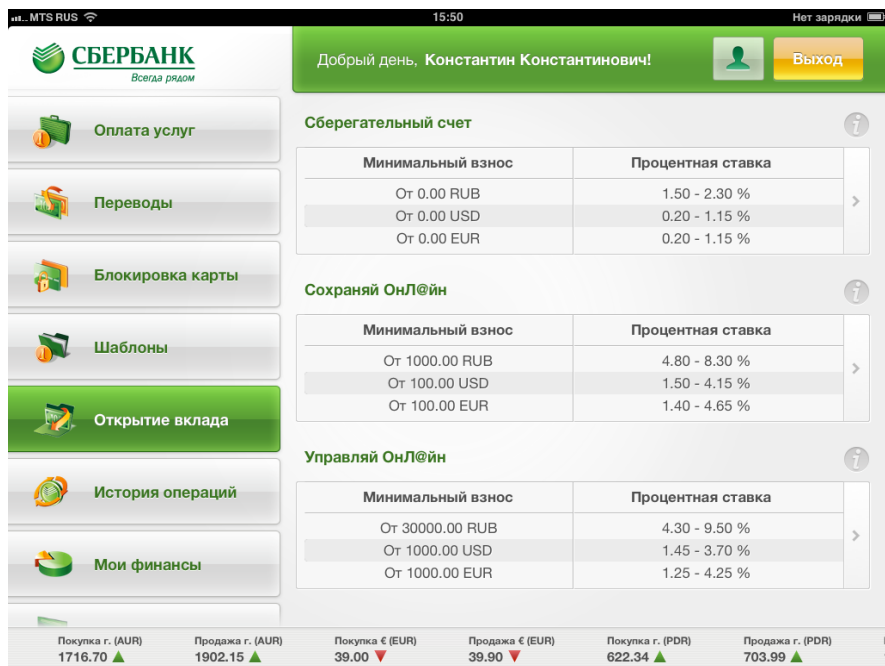 MTS RUS 15:50 Нет зарядки
СБЕРБАНК
Всегда рядом
Добрый день, Константин Константинович!
Выход
Оплата услуг
Переводы
Блокировка карты
Шаблоны
Открытие вклада
История операций
Мои финансы
Сберегательный счет
Минимальный взнос Процентная ставка
От 0.00 RUB 1.50 - 2.30 %
От 0.00 USD 0.20 - 1.15 %
От 0.00 EUR 0.20 - 1.15 %
Сохраняй ОнЛ@йн
Минимальный взнос Процентная ставка
От 1000.00 RUB 4.80 - 8.30 %
От 100.00 USD 1.50 - 4.15 %
От 100.00 EUR 1.40 - 4.65 %
Управляй ОнЛ@йн
Минимальный взнос Процентная ставка
От 30000.00 RUB 4.30 - 9.50 %
От 1000.00 USD 1.45 - 3.70 %
От 1000.00 EUR 1.25 - 4.25 %
Покупка г. (AUR) Продажа г. (AUR) Покупка € (EUR) Продажа € (EUR) Покупка г. (PDR) Продажа г. (PDR)
1716.70 1902.15 39.00 39.90 622.34 703.99